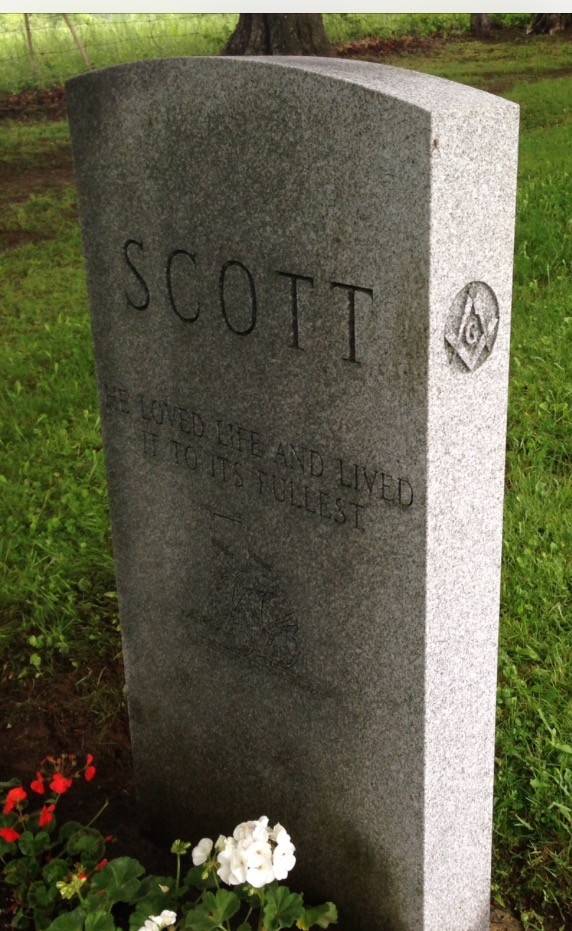 SCOTT
HE LOVED LIFE AND LIVED
IT TO ITS FULLEST
G